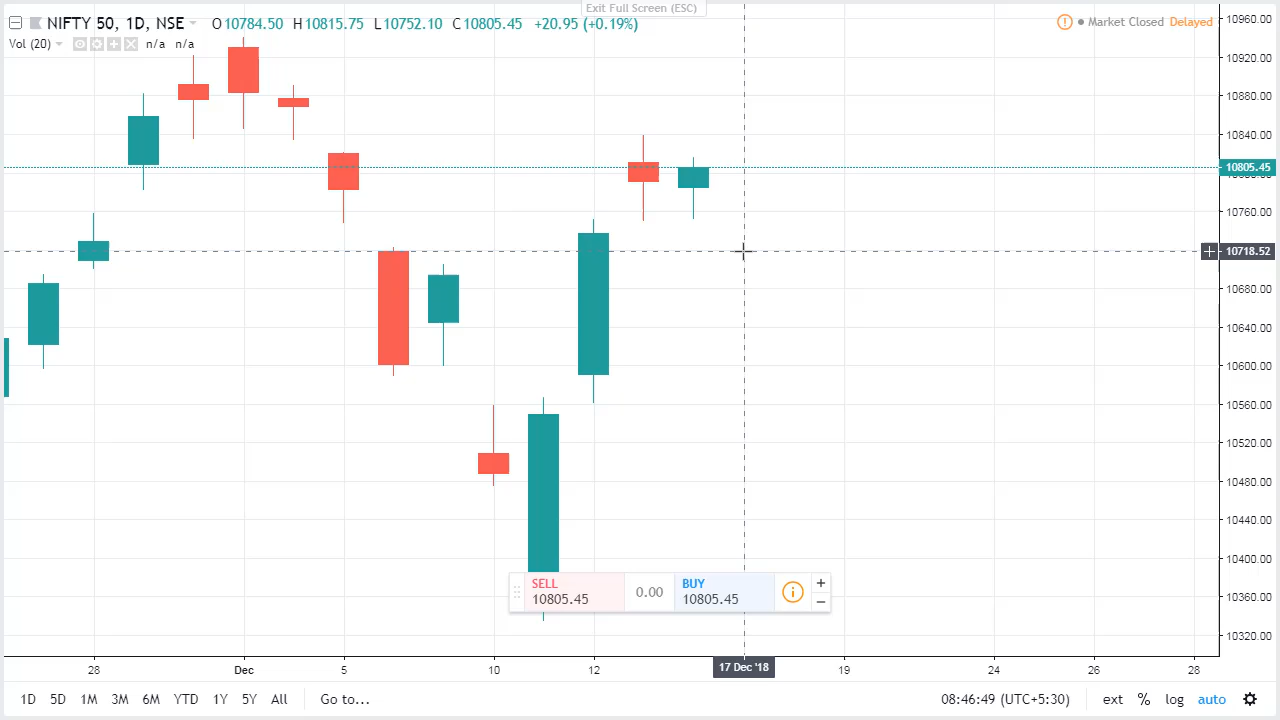 Exit Full Screen (ESC)
NIFTY 50, 1D, NSE O10784.50 H10815.75 L10752.10 C10805.45 +20.95 (+0.19%)
Market Closed Delayed
Vol (20) n/a n/a
10960.00
10920.00
10880.00
10840.00
10805.45
10800.00
10760.00
10718.52
10680.00
10640.00
10600.00
10560.00
10520.00
10480.00
10440.00
10400.00
10360.00
10320.00
SELL
10805.45
0.00
BUY
10805.45
28 Dec 5 10 12 17 Dec '18 19 24 26 28
1D 5D 1M 3M 6M YTD 1Y 5Y All Go to... 08:46:49 (UTC+5:30) ext % log auto